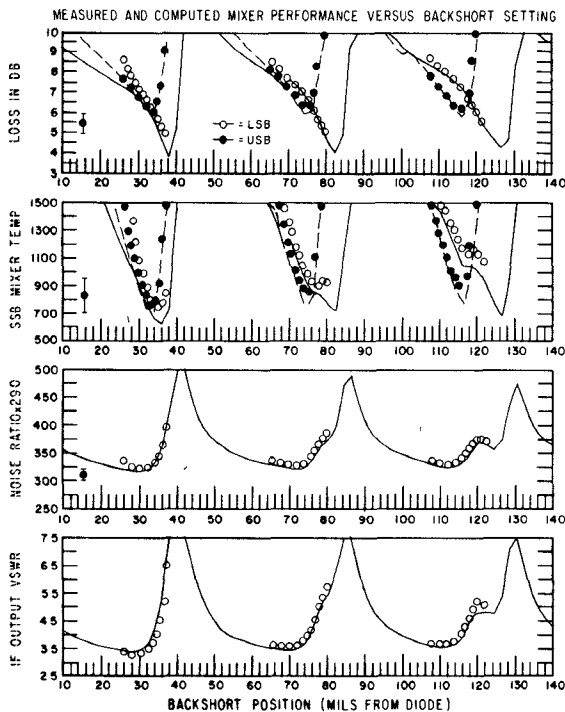 MEASURED AND COMPUTED MIXER PERFORMANCE VERSUS BACKSHORT SETTING
LOSS IN DB
10
9
8
7
6
5
4
3
○ = LSB
● = USB
10 20 30 40 50 60 70 80 90 100 110 120 130 140
SSB MIXER TEMP
1500
1300
1100
900
700
500
10 20 30 40 50 60 70 80 90 100 110 120 130 140
NOISE RATIO×290
500
450
400
350
300
250
10 20 30 40 50 60 70 80 90 100 110 120 130 140
IF OUTPUT VSWR
7.5
6.5
5.5
4.5
3.5
2.5
10 20 30 40 50 60 70 80 90 100 110 120 130 140
BACKSHORT POSITION (MILS FROM DIODE)